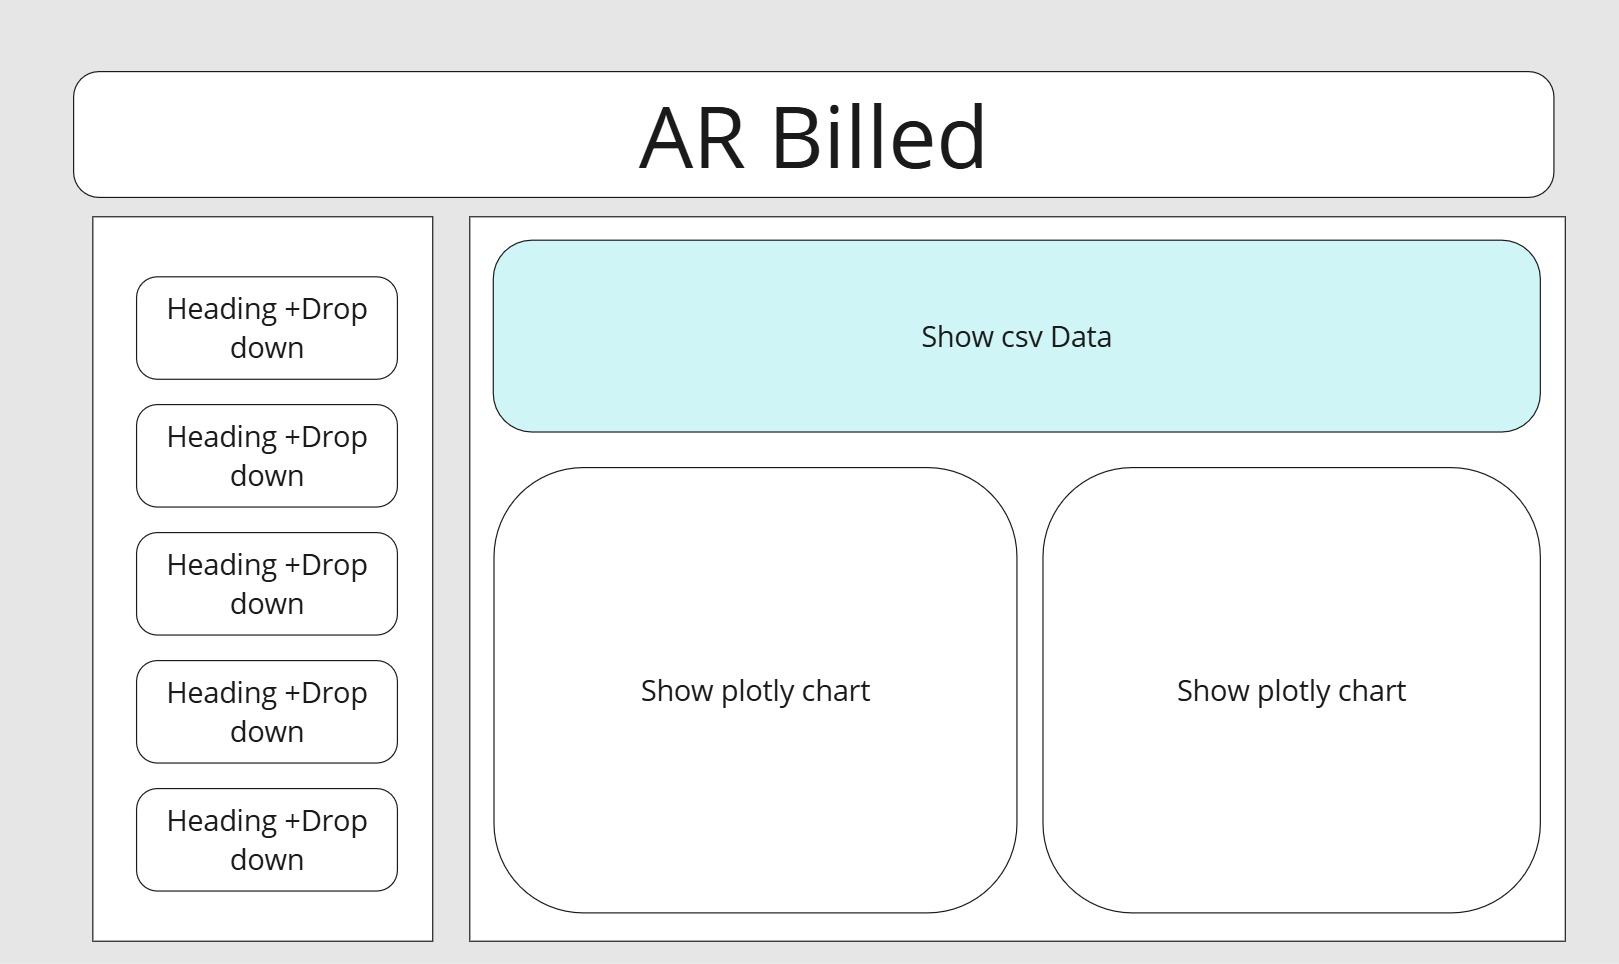 AR Billed
Heading +Drop
down
Heading +Drop
down
Heading +Drop
down
Heading +Drop
down
Heading +Drop
down
Show csv Data
Show plotly chart
Show plotly chart